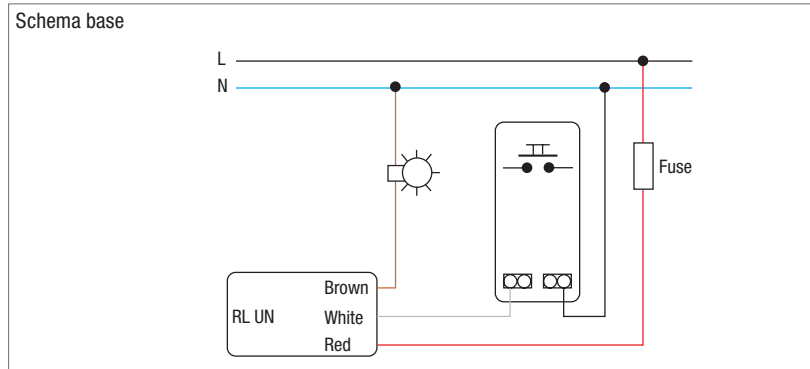 Schema base
L
N
Fuse
Brown
RL UN
White
Red